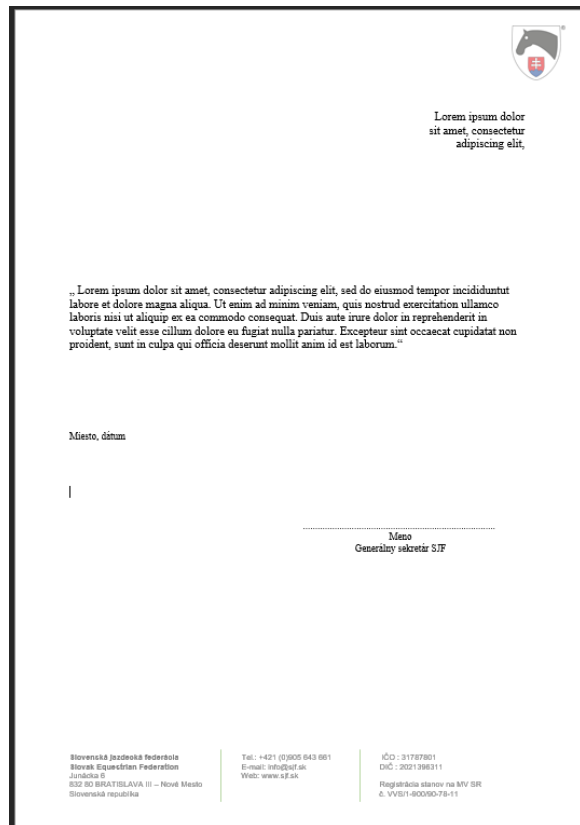 ®
Lorem ipsum dolor
sit amet, consectetur
adipiscing elit,
„ Lorem ipsum dolor sit amet, consectetur adipiscing elit, sed do eiusmod tempor incididuntut
labore et dolore magna aliqua. Ut enim ad minim veniam, quis nostrud exercitation ullamco
laboris nisi ut aliquip ex ea commodo consequat. Duis aute irure dolor in reprehenderit in
voluptate velit esse cillum dolore eu fugiat nulla pariatur. Excepteur sint occaecat cupidatat non
proident, sunt in culpa qui officia deserunt mollit anim id est laborum.“
Miesto, dátum
Meno
Generálny sekretár SJF
Slovenská jazdecká federácia
Slovak Equestrian Federation
Junácka 6
832 80 BRATISLAVA III – Nové Mesto
Slovenská republika
Tel.: +421 (0)905 643 661
E-mail: info@sjf.sk
Web: www.sjf.sk
IČO : 31787801
DIČ : 2021398311
Registrácia stanov na MV SR
č. VVS/1-900/90-78-11